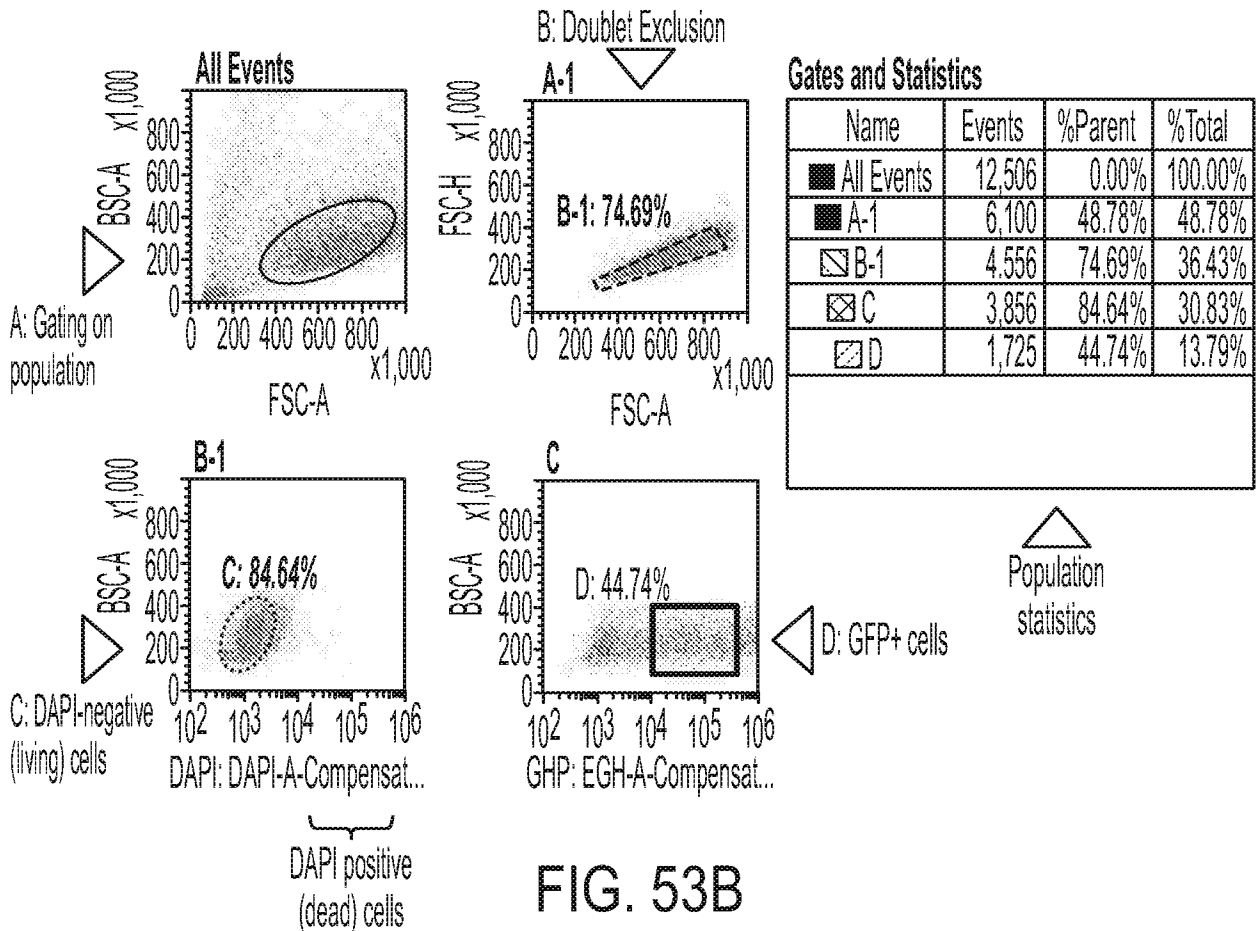 B: Doublet Exclusion
All Events
BSC-A x1,000
800
600
400
200
0
0 200 400 600 800
x1,000
FSC-A
A: Gating on
population
A-1
FSC-H x1,000
800
600
400
200
0
B-1: 74.69%
0 200 400 600 800
x1,000
FSC-A
Gates and Statistics
Name Events %Parent %Total
All Events 12,506 0.00% 100.00%
A-1 6,100 48.78% 48.78%
B-1 4.556 74.69% 36.43%
C 3,856 84.64% 30.83%
D 1,725 44.74% 13.79%
Population
statistics
B-1
BSC-A x1,000
800
600
400
200
0
C: 84.64%
10² 10³ 10⁴ 10⁵ 10⁶
DAPI: DAPI-A-Compensat...
C: DAPI-negative
(living) cells
DAPI positive
(dead) cells
C
BSC-A x1,000
800
600
400
200
0
D: 44.74%
10² 10³ 10⁴ 10⁵ 10⁶
GHP: EGH-A-Compensat...
D: GFP+ cells
FIG. 53B